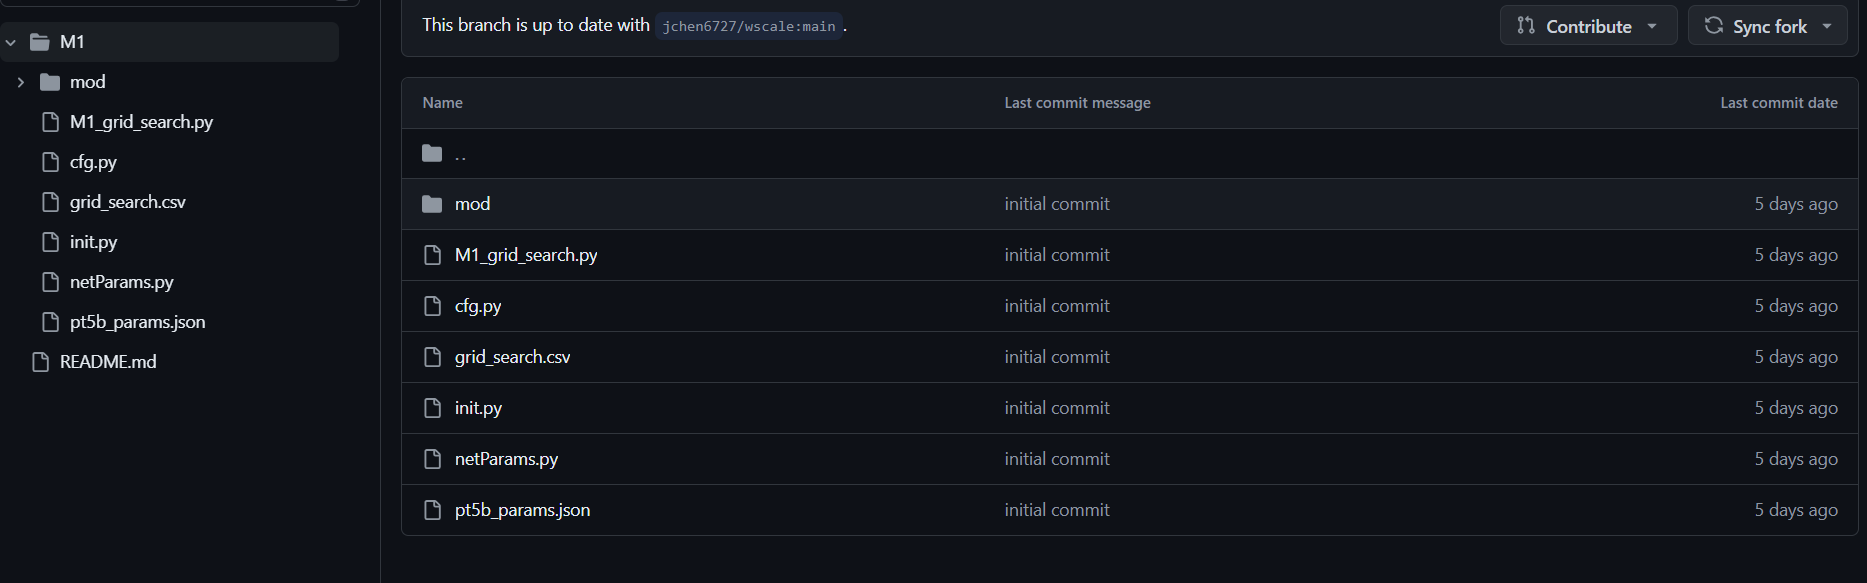 M1
mod
M1_grid_search.py
cfg.py
grid_search.csv
init.py
netParams.py
pt5b_params.json
README.md
This branch is up to date with jchen6727/wscale:main .
Contribute
Sync fork
Name Last commit message Last commit date
..
mod initial commit 5 days ago
M1_grid_search.py initial commit 5 days ago
cfg.py initial commit 5 days ago
grid_search.csv initial commit 5 days ago
init.py initial commit 5 days ago
netParams.py initial commit 5 days ago
pt5b_params.json initial commit 5 days ago